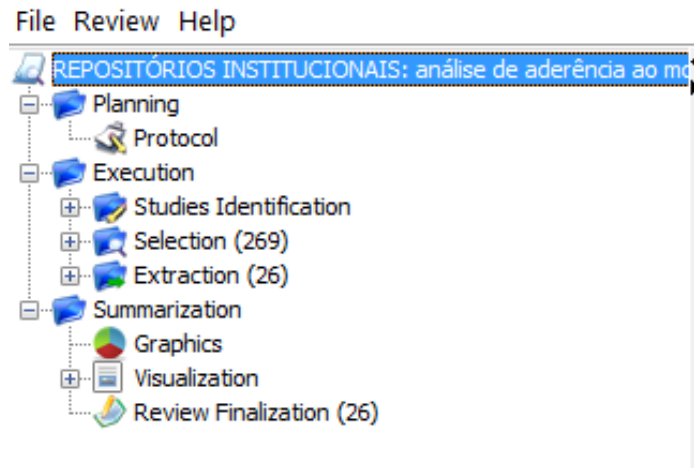 File Review Help
REPOSITÓRIOS INSTITUCIONAIS: análise de aderência ao
Planning
Protocol
Execution
Studies Identification
Selection (269)
Extraction (26)
Summarization
Graphics
Visualization
Review Finalization (26)